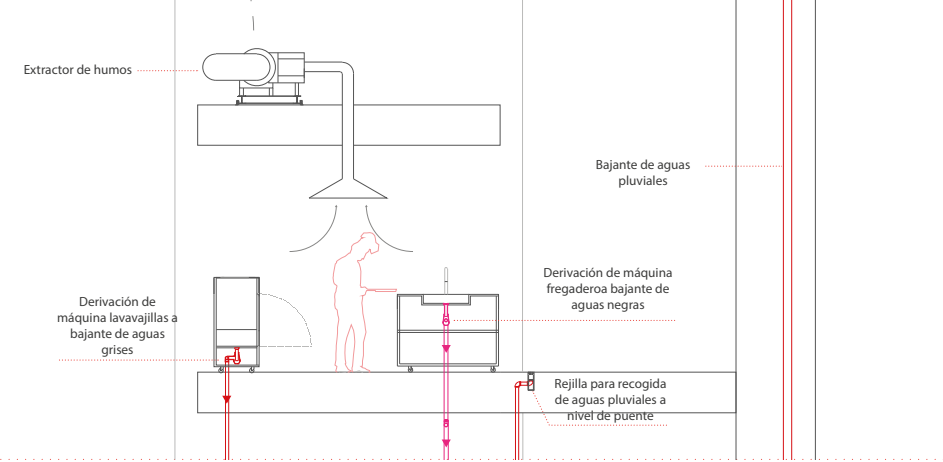 Extractor de humos
Bajante de aguas
pluviales
Derivación de máquina
fregaderoa bajante de
aguas negras
Derivación de
máquina lavavajillas a
bajante de aguas
grises
Rejilla para recogida
de aguas pluviales a
nivel de puente